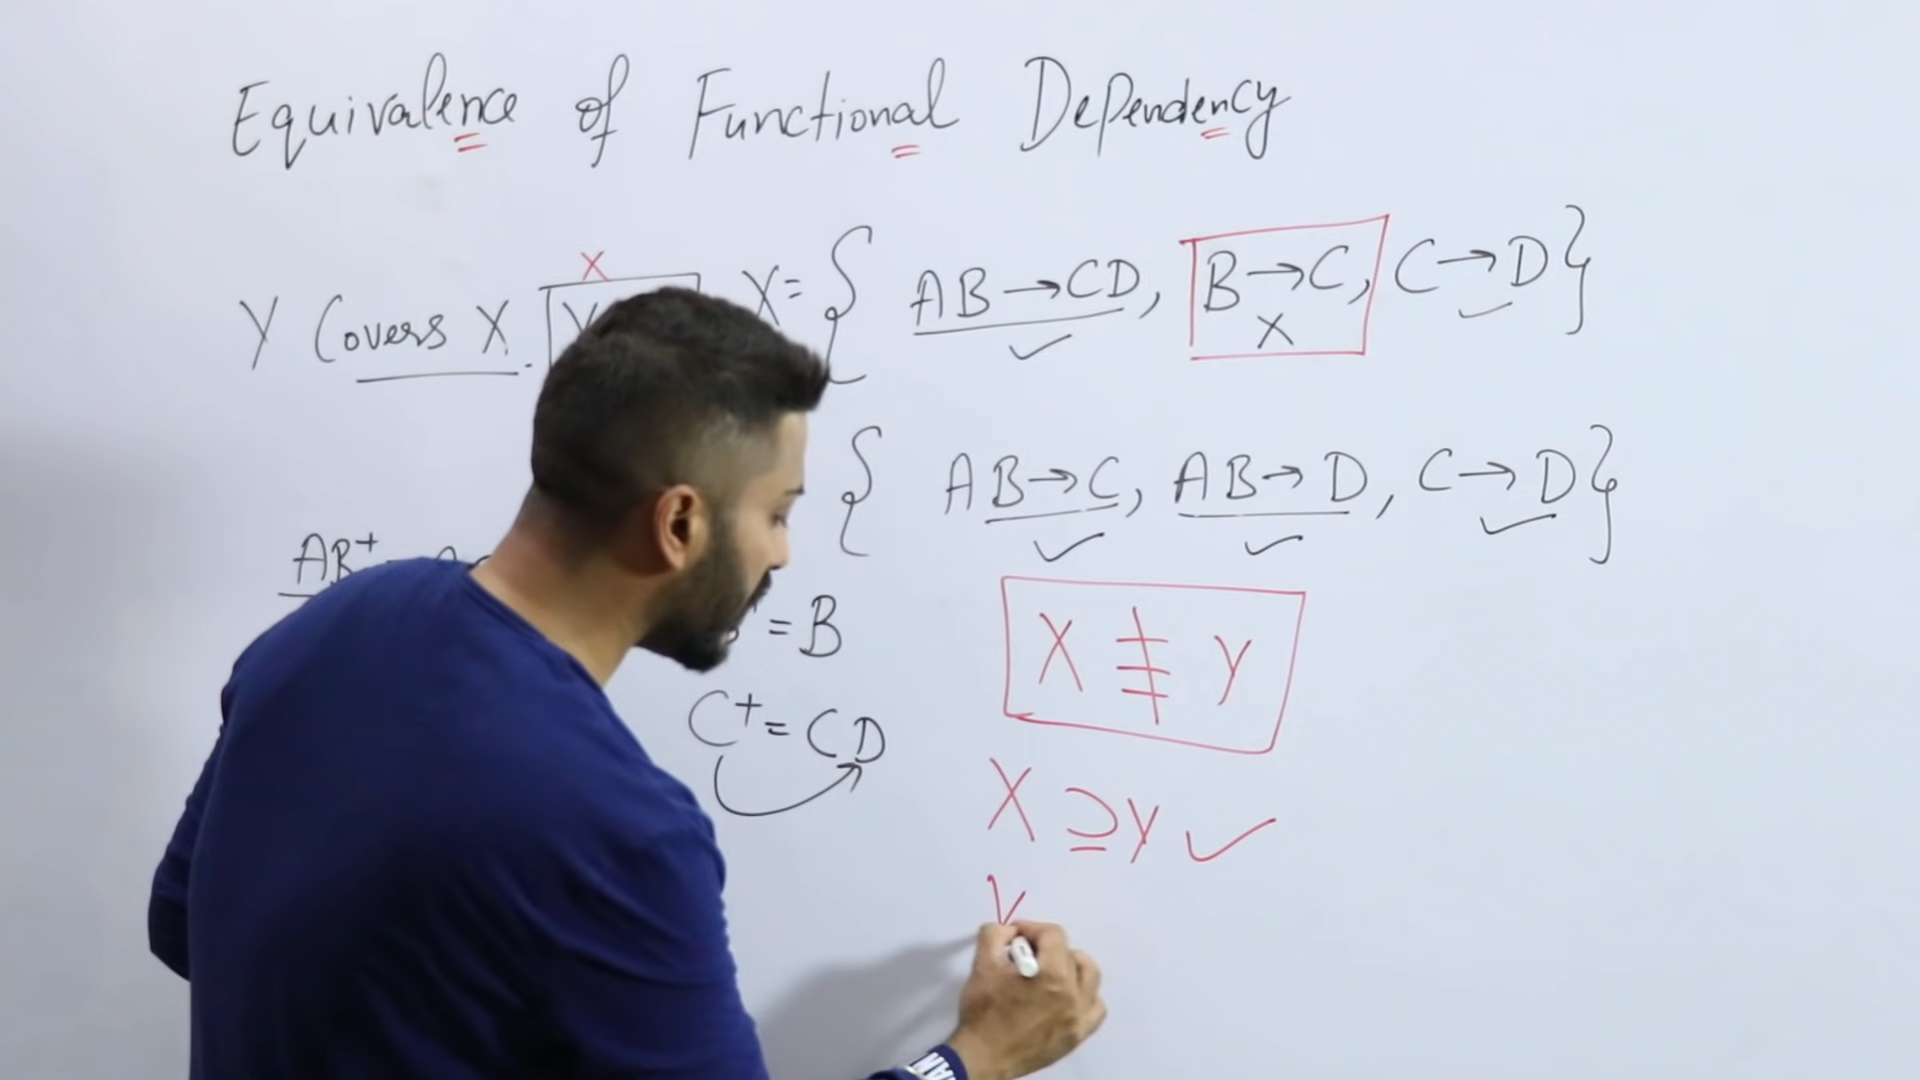 Equivalence of Functional Dependency
X
Y Covers X. X = { AB → CD, B → C, C → D }
X
{ AB → C, AB → D, C → D }
AB+
= B
X ≢ Y
C+ = CD
X ⊇ Y ✓